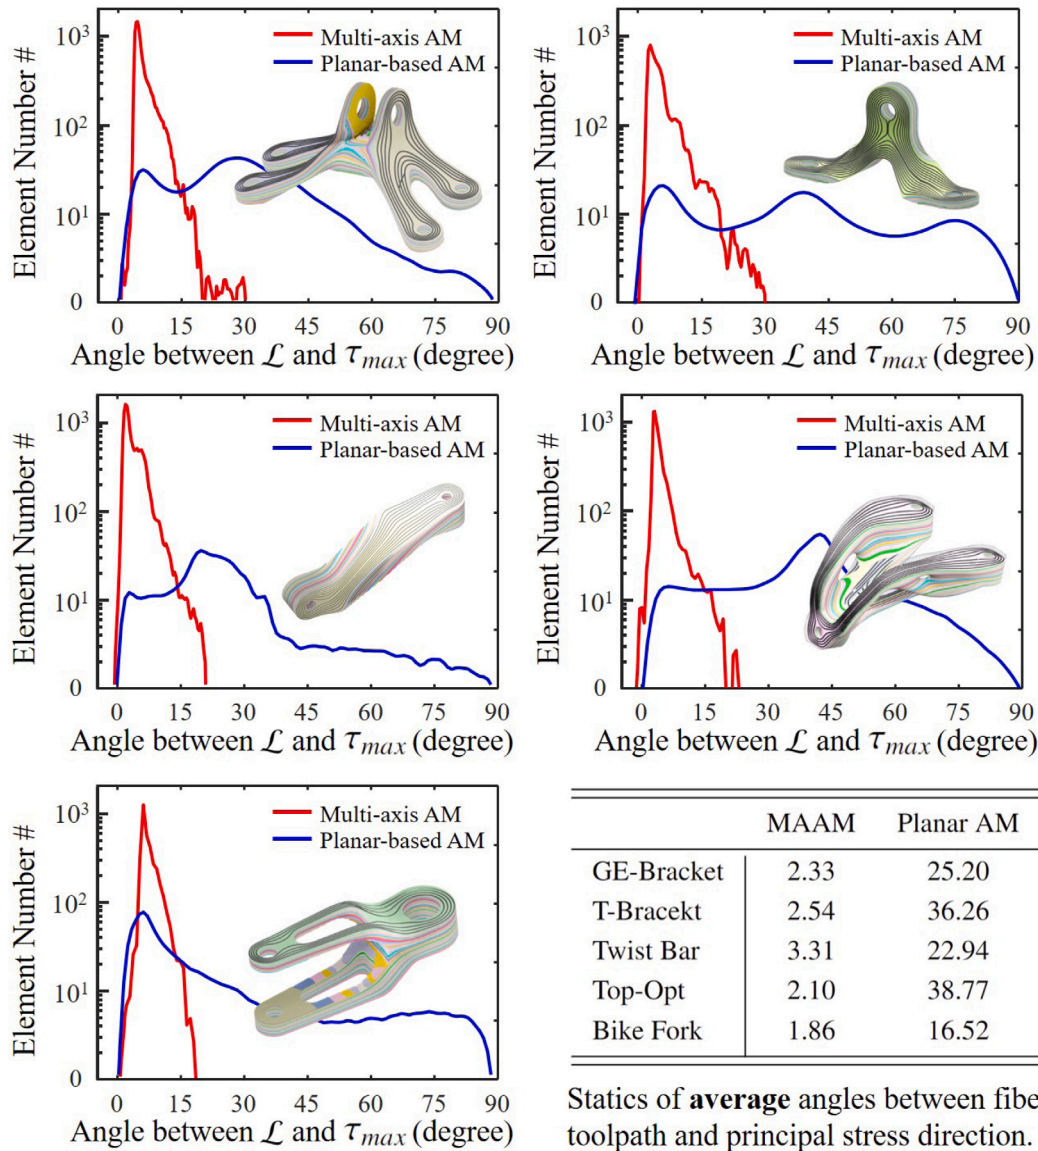 Element Number #
10³
10²
10¹
0
Multi-axis AM
Planar-based AM
0 15 30 45 60 75 90
Angle between ℒ and τmax (degree)
Element Number #
10³
10²
10¹
0
Multi-axis AM
Planar-based AM
0 15 30 45 60 75 90
Angle between ℒ and τmax (degree)
Element Number #
10³
10²
10¹
0
Multi-axis AM
Planar-based AM
0 15 30 45 60 75 90
Angle between ℒ and τmax (degree)
Element Number #
10³
10²
10¹
0
Multi-axis AM
Planar-based AM
0 15 30 45 60 75 90
Angle between ℒ and τmax (degree)
Element Number #
10³
10²
10¹
0
Multi-axis AM
Planar-based AM
0 15 30 45 60 75 90
Angle between ℒ and τmax (degree)
MAAM Planar AM
GE-Bracket 2.33 25.20
T-Bracekt 2.54 36.26
Twist Bar 3.31 22.94
Top-Opt 2.10 38.77
Bike Fork 1.86 16.52
Statics of average angles between fibe
toolpath and principal stress direction.